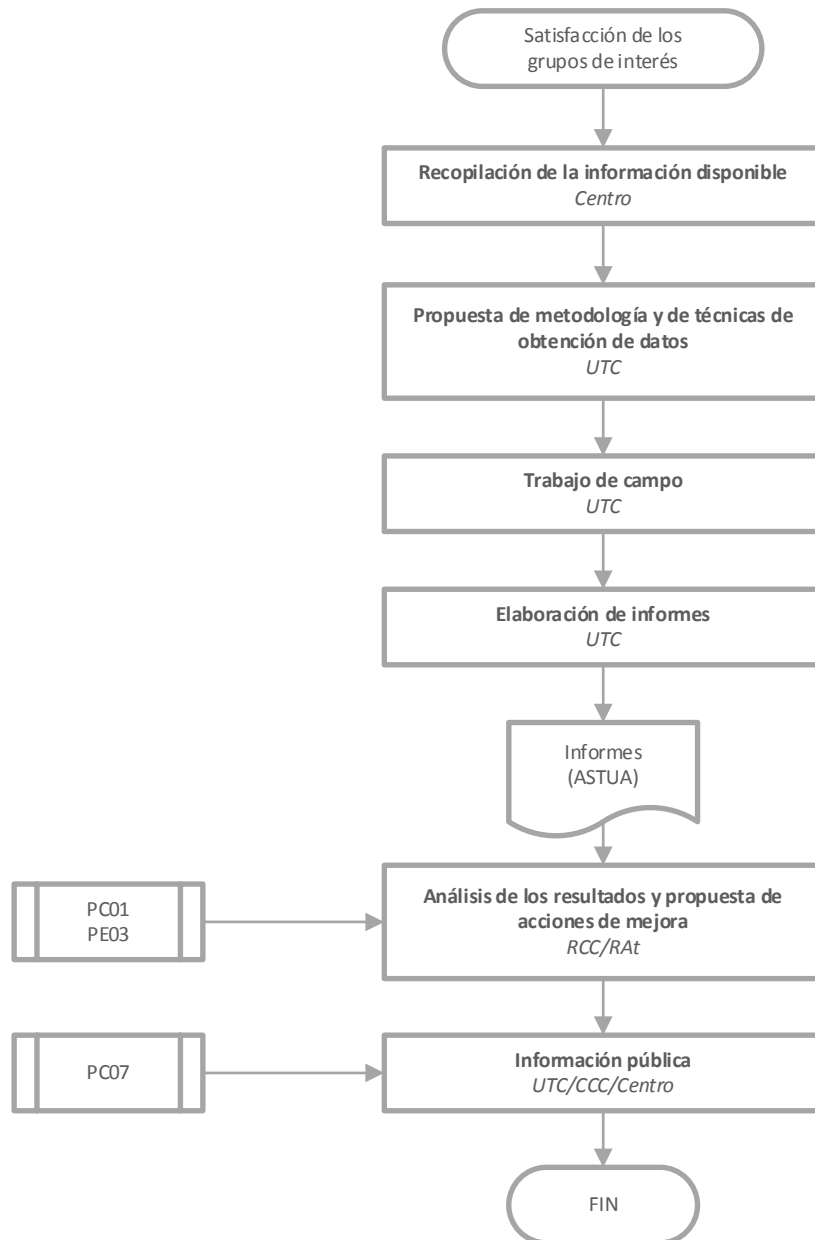 Satisfacción de los
grupos de interés
Recopilación de la información disponible
Centro
Propuesta de metodología y de técnicas de
obtención de datos
UTC
Trabajo de campo
UTC
Elaboración de informes
UTC
Informes
(ASTUA)
PC01
PE03
Análisis de los resultados y propuesta de
acciones de mejora
RCC/RAt
PC07
Información pública
UTC/CCC/Centro
FIN